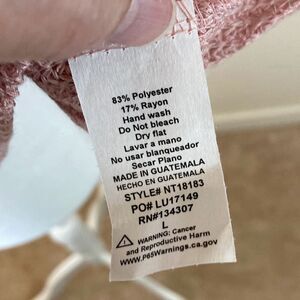 83% Polyester
17% Rayon
Hand wash
Do not bleach
Dry flat
Lavar a mano
No usar blanqueador
Secar Plano
MADE IN GUATEMALA
HECHO EN GUATEMALA
STYLE# NT18183
PO# LU17149
RN#134307
L
WARNING: Cancer
and Reproductive Harm
www.P65Warnings.ca.gov